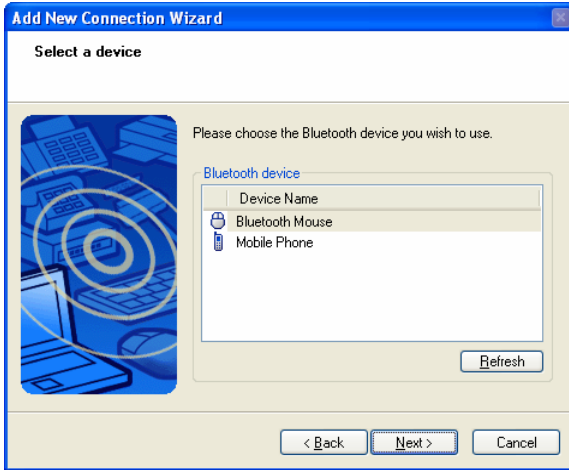 Add New Connection Wizard
Select a device
Please choose the Bluetooth device you wish to use.
Bluetooth device
Device Name
Bluetooth Mouse
Mobile Phone
Refresh
< Back Next > Cancel